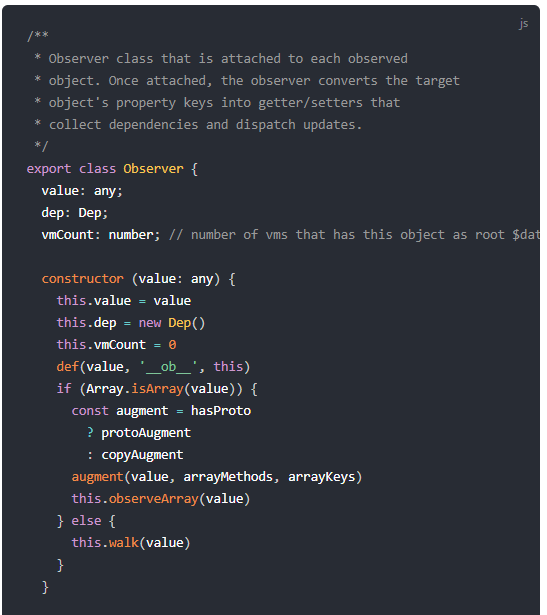 js
/**
 * Observer class that is attached to each observed
 * object. Once attached, the observer converts the target
 * object's property keys into getter/setters that
 * collect dependencies and dispatch updates.
 */
export class Observer {
  value: any;
  dep: Dep;
  vmCount: number; // number of vms that has this object as root $dat

  constructor (value: any) {
    this.value = value
    this.dep = new Dep()
    this.vmCount = 0
    def(value, '__ob__', this)
    if (Array.isArray(value)) {
      const augment = hasProto
        ? protoAugment
        : copyAugment
      augment(value, arrayMethods, arrayKeys)
      this.observeArray(value)
    } else {
      this.walk(value)
    }
  }